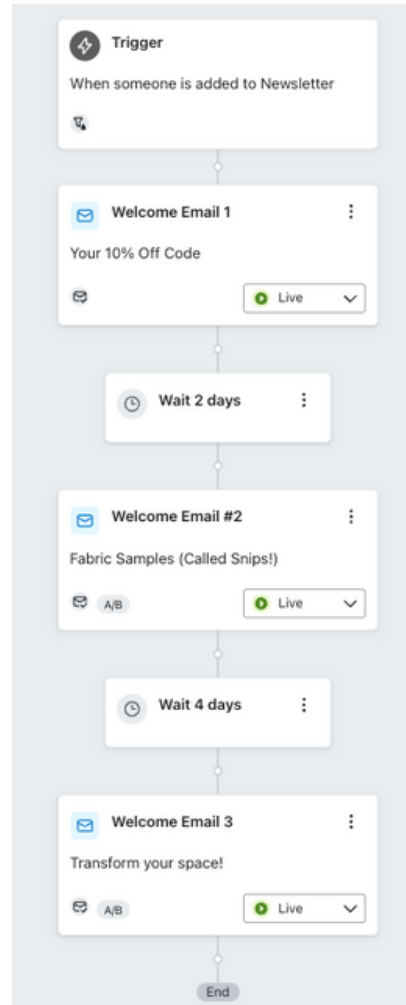 Trigger
When someone is added to Newsletter
Welcome Email 1
Your 10% Off Code
Live
Wait 2 days
Welcome Email #2
Fabric Samples (Called Snips!)
A/B
Live
Wait 4 days
Welcome Email 3
Transform your space!
A/B
Live
End